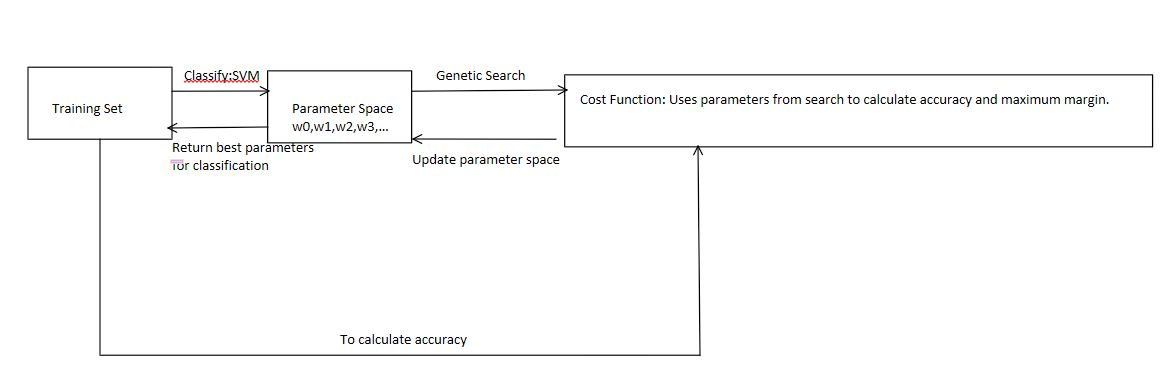 Classify:SVM
Genetic Search
Training Set
Parameter Space
w0,w1,w2,w3,...
Cost Function: Uses parameters from search to calculate accuracy and maximum margin.
Return best parameters
for classification
Update parameter space
To calculate accuracy